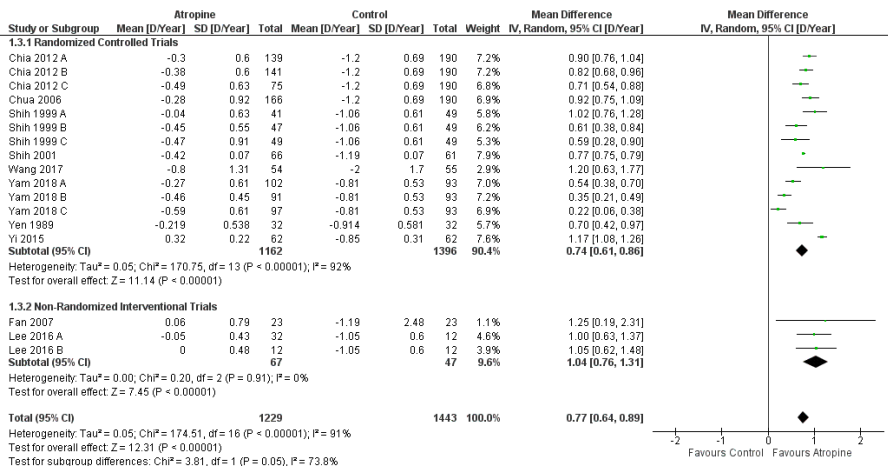 Atropine Control Mean Difference Mean Difference
Study or Subgroup Mean [D/Year] SD [D/Year] Total Mean [D/Year] SD [D/Year] Total Weight IV, Random, 95% CI [D/Year] IV, Random, 95% CI [D/Year]
1.3.1 Randomized Controlled Trials
Chia 2012 A -0.3 0.6 139 -1.2 0.69 190 7.2% 0.90 [0.76, 1.04]
Chia 2012 B -0.38 0.6 141 -1.2 0.69 190 7.2% 0.82 [0.68, 0.96]
Chia 2012 C -0.49 0.63 75 -1.2 0.69 190 7.0% 0.71 [0.54, 0.88]
Chua 2006 -0.28 0.92 166 -1.2 0.69 190 7.0% 0.92 [0.75, 1.09]
Shih 1999 A -0.04 0.63 41 -1.06 0.61 49 6.1% 1.02 [0.76, 1.28]
Shih 1999 B -0.45 0.55 47 -1.06 0.61 49 6.4% 0.61 [0.38, 0.84]
Shih 1999 C -0.47 0.91 49 -1.06 0.61 49 5.7% 0.59 [0.28, 0.90]
Shih 2001 -0.42 0.07 66 -1.19 0.07 61 7.8% 0.77 [0.75, 0.79]
Wang 2017 -0.8 1.31 54 -2 1.7 55 2.9% 1.20 [0.63, 1.77]
Yam 2018 A -0.27 0.61 102 -0.81 0.53 93 7.1% 0.54 [0.38, 0.70]
Yam 2018 B -0.46 0.45 91 -0.81 0.53 93 7.2% 0.35 [0.21, 0.49]
Yam 2018 C -0.59 0.61 97 -0.81 0.53 93 7.1% 0.22 [0.06, 0.38]
Yen 1989 -0.219 0.538 32 -0.914 0.581 32 5.7% 0.70 [0.42, 0.97]
Yi 2015 0.32 0.22 62 -0.85 0.31 62 7.6% 1.17 [1.08, 1.26]
Subtotal (95% CI) 1162 1396 90.4% 0.74 [0.61, 0.86]
Heterogeneity: Tau² = 0.05; Chi² = 170.75, df = 13 (P < 0.00001); I² = 92%
Test for overall effect: Z = 11.14 (P < 0.00001)
1.3.2 Non-Randomized Interventional Trials
Fan 2007 0.06 0.79 23 -1.19 2.48 23 1.1% 1.25 [0.19, 2.31]
Lee 2016 A -0.05 0.43 32 -1.05 0.6 12 4.6% 1.00 [0.63, 1.37]
Lee 2016 B 0 0.48 12 -1.05 0.6 12 3.9% 1.05 [0.62, 1.48]
Subtotal (95% CI) 67 47 9.6% 1.04 [0.76, 1.31]
Heterogeneity: Tau² = 0.00; Chi² = 0.20, df = 2 (P = 0.91); I² = 0%
Test for overall effect: Z = 7.45 (P < 0.00001)
Total (95% CI) 1229 1443 100.0% 0.77 [0.64, 0.89]
Heterogeneity: Tau² = 0.05; Chi² = 174.51, df = 16 (P < 0.00001); I² = 91%
Test for overall effect: Z = 12.31 (P < 0.00001)
Test for subgroup differences: Chi² = 3.81, df = 1 (P = 0.05), I² = 73.8%
-2 -1 0 1 2
Favours Control Favours Atropine